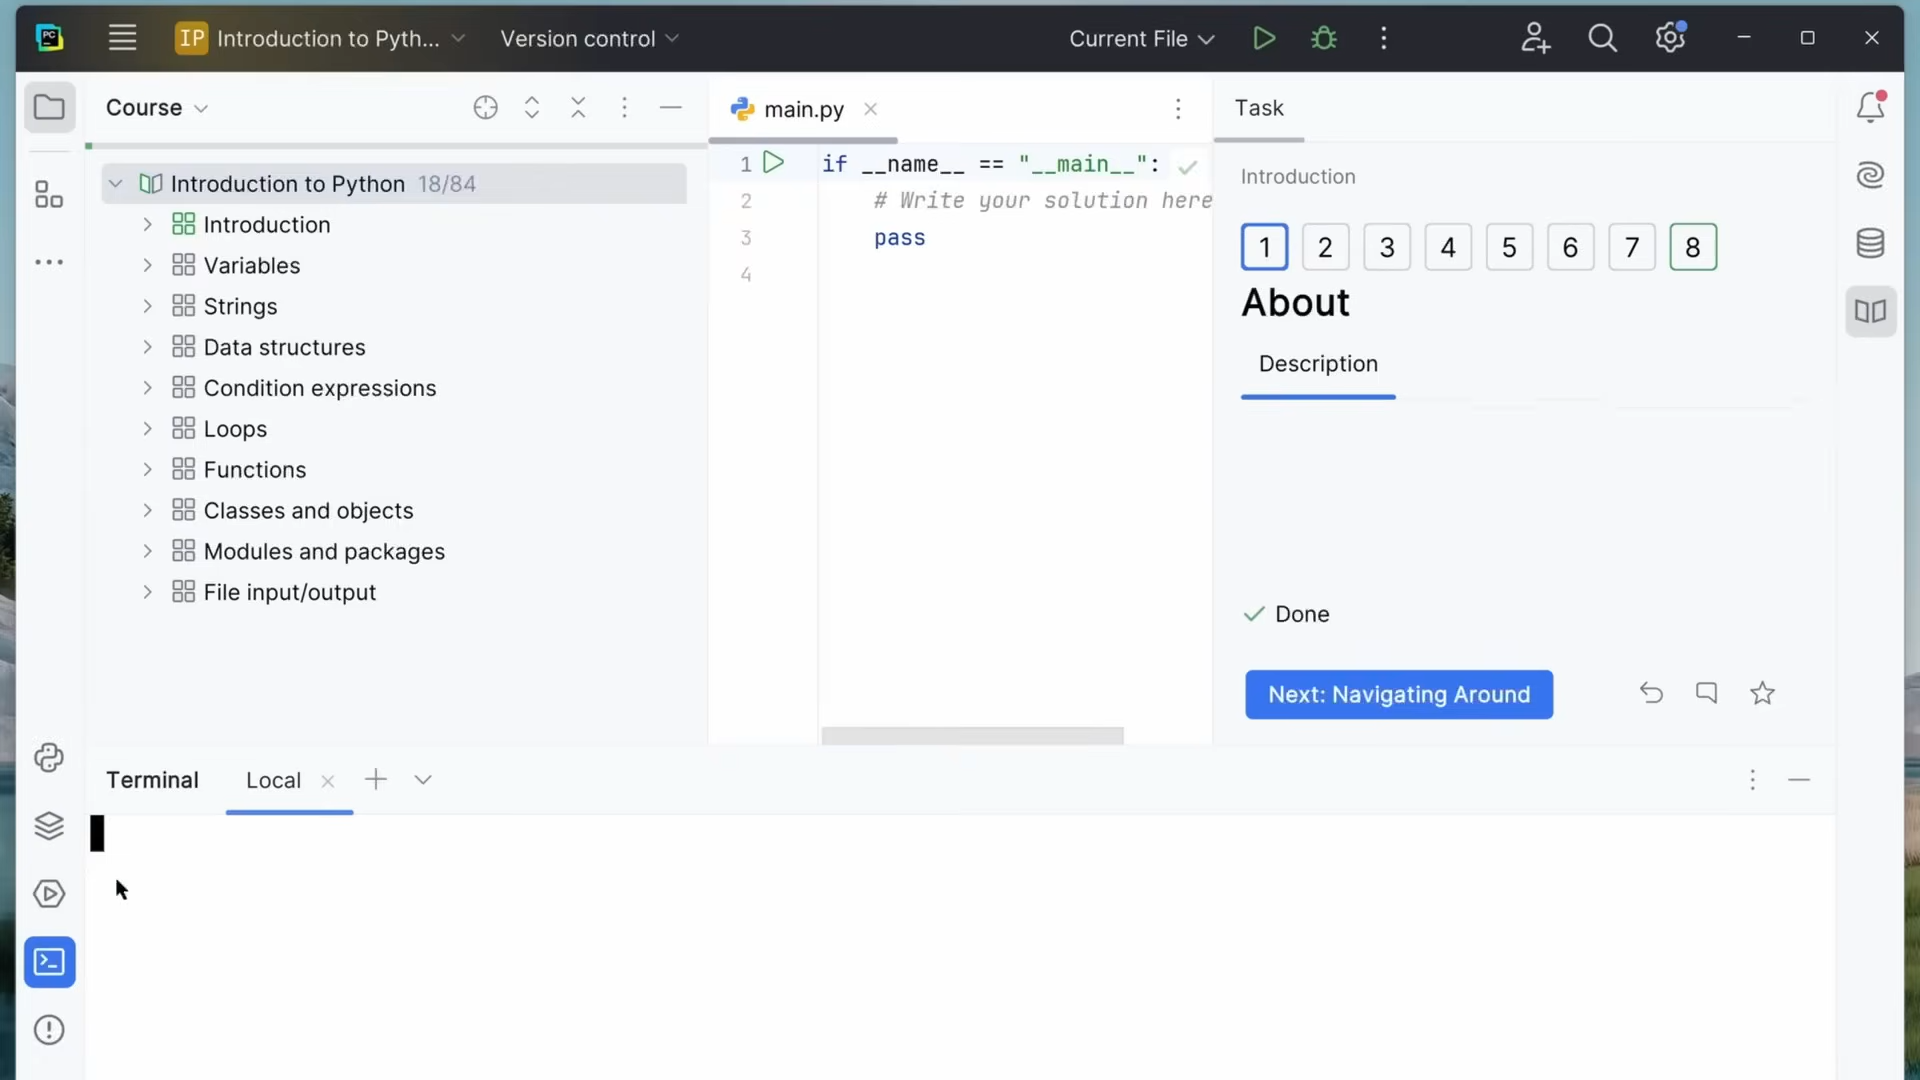 PC
IP Introduction to Pyth...
Version control
Current File
Course
main.py
Task
Introduction to Python 18/84
Introduction
Variables
Strings
Data structures
Condition expressions
Loops
Functions
Classes and objects
Modules and packages
File input/output
1 if __name__ == "__main__":
2 # Write your solution here
3 pass
4
Introduction
1 2 3 4 5 6 7 8
About
Description
Done
Next: Navigating Around
Terminal
Local